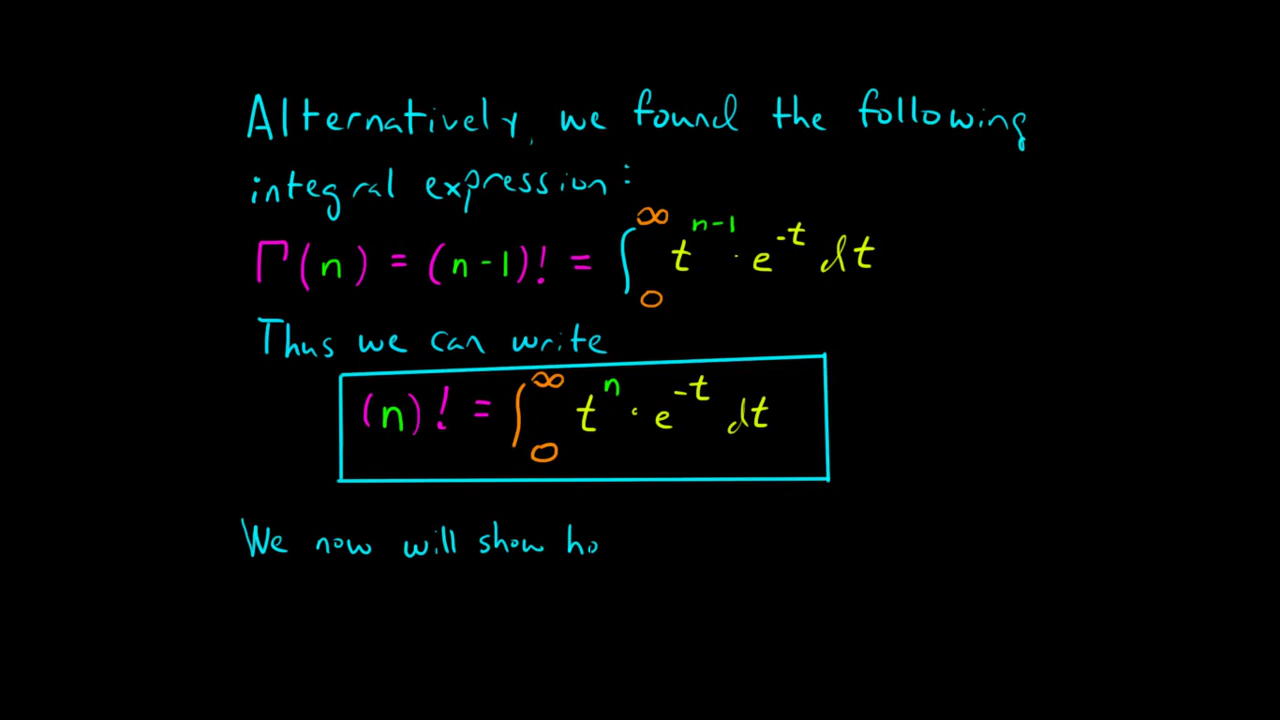 Alternatively, we found the following
integral expression:
Γ(n) = (n-1)! = ∫₀^∞ t^(n-1) · e^(-t) dt
Thus we can write
(n)! = ∫₀^∞ t^n · e^(-t) dt
We now will show ho